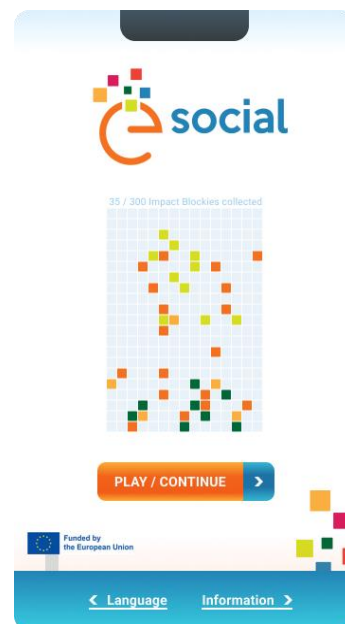 e social
35 / 300 Impact Blockies collected
PLAY / CONTINUE >
Funded by
the European Union
< Language Information >